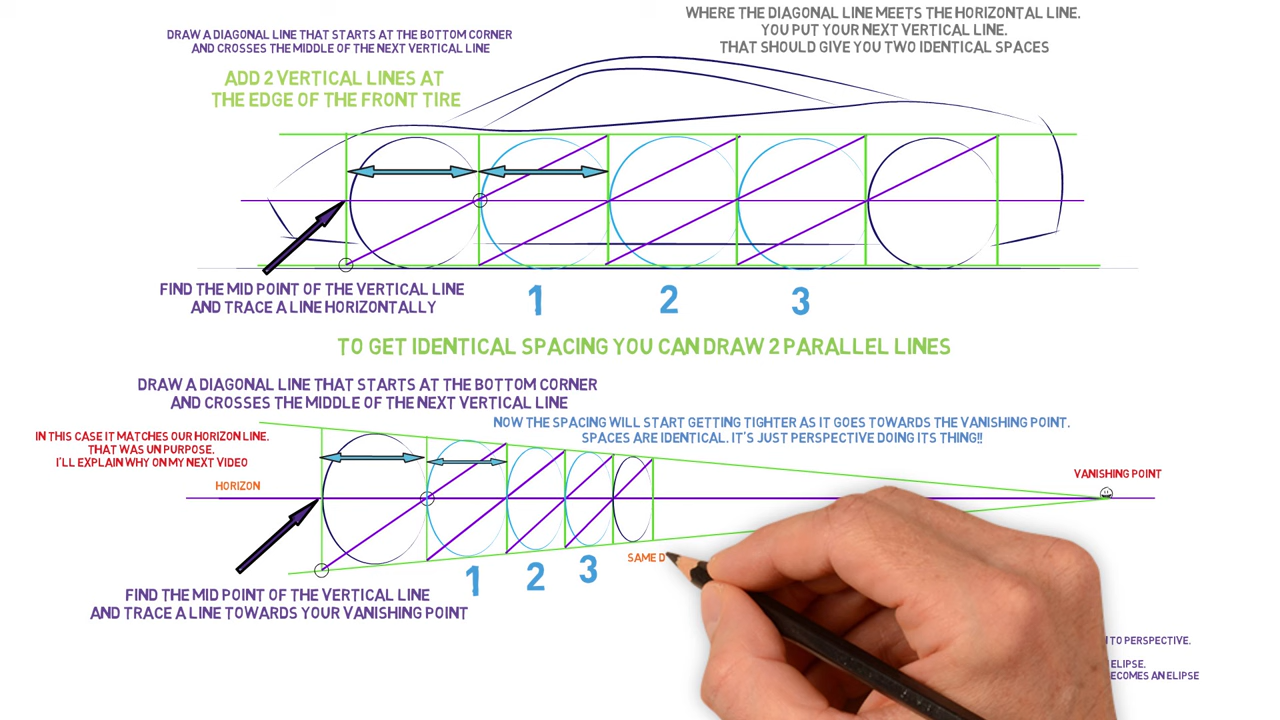 DRAW A DIAGONAL LINE THAT STARTS AT THE BOTTOM CORNER
AND CROSSES THE MIDDLE OF THE NEXT VERTICAL LINE
WHERE THE DIAGONAL LINE MEETS THE HORIZONTAL LINE.
YOU PUT YOUR NEXT VERTICAL LINE.
THAT SHOULD GIVE YOU TWO IDENTICAL SPACES
ADD 2 VERTICAL LINES AT
THE EDGE OF THE FRONT TIRE
FIND THE MID POINT OF THE VERTICAL LINE
AND TRACE A LINE HORIZONTALLY
1 2 3
TO GET IDENTICAL SPACING YOU CAN DRAW 2 PARALLEL LINES
DRAW A DIAGONAL LINE THAT STARTS AT THE BOTTOM CORNER
AND CROSSES THE MIDDLE OF THE NEXT VERTICAL LINE
NOW THE SPACING WILL START GETTING TIGHTER AS IT GOES TOWARDS THE VANISHING POINT.
SPACES ARE IDENTICAL. IT'S JUST PERSPECTIVE DOING ITS THING!!
IN THIS CASE IT MATCHES OUR HORIZON LINE.
THAT WAS UN PURPOSE.
I'LL EXPLAIN WHY ON MY NEXT VIDEO
HORIZON
VANISHING POINT
SAME D
1 2 3
FIND THE MID POINT OF THE VERTICAL LINE
AND TRACE A LINE TOWARDS YOUR VANISHING POINT
TO PERSPECTIVE.
ELIPSE.
ECOMES AN ELIPSE